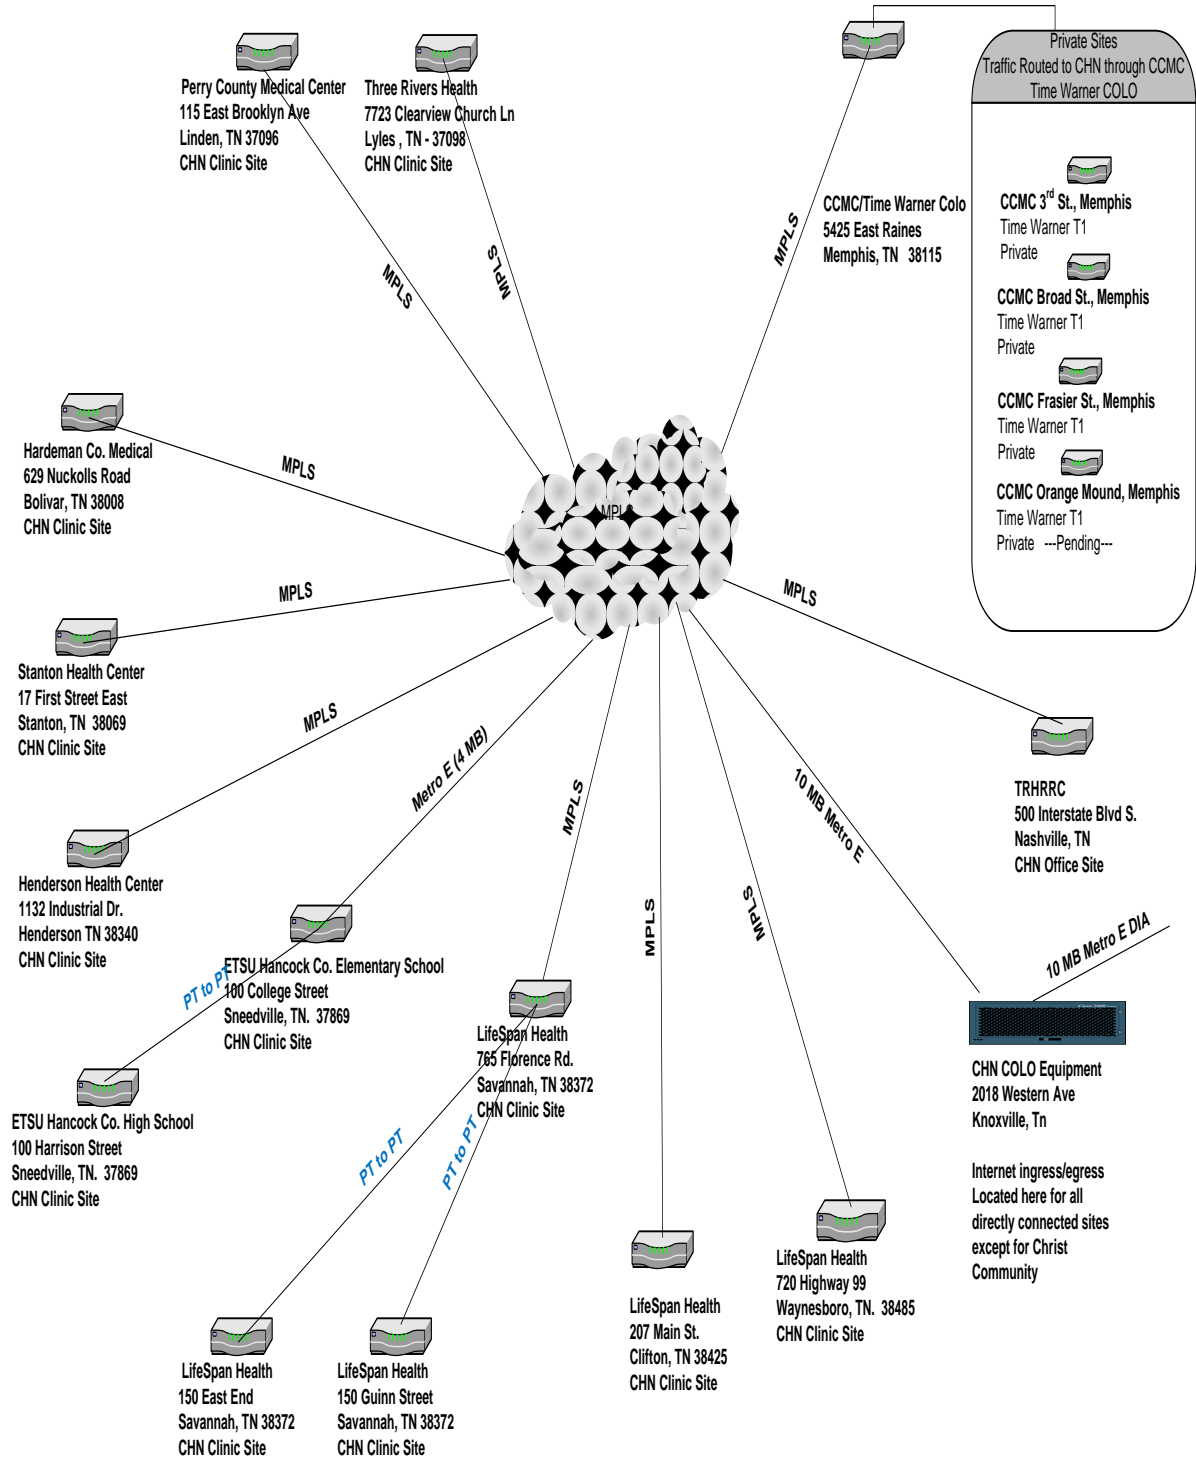 Private Sites
Traffic Routed to CHN through CCMC
Time Warner COLO
Perry County Medical Center
115 East Brooklyn Ave
Linden, TN 37096
CHN Clinic Site
Three Rivers Health
7723 Clearview Church Ln
Lyles , TN - 37098
CHN Clinic Site
CCMC/Time Warner Colo
5425 East Raines
Memphis, TN 38115
CCMC 3rd St., Memphis
Time Warner T1
Private
CCMC Broad St., Memphis
Time Warner T1
Private
CCMC Frasier St., Memphis
Time Warner T1
Private
CCMC Orange Mound, Memphis
Time Warner T1
Private ---Pending---
MPLS
MPLS
MPLS
Hardeman Co. Medical
629 Nuckolls Road
Bolivar, TN 38008
CHN Clinic Site
MPLS
MPLS
MPLS
MPLS
Stanton Health Center
17 First Street East
Stanton, TN 38069
CHN Clinic Site
MPLS
Metro E (4 MB)
MPLS
10 MB Metro E
MPLS
MPLS
TRHRRC
500 Interstate Blvd S.
Nashville, TN
CHN Office Site
Henderson Health Center
1132 Industrial Dr.
Henderson TN 38340
CHN Clinic Site
10 MB Metro E DIA
PT to PT
ETSU Hancock Co. Elementary School
100 College Street
Sneedville, TN. 37869
CHN Clinic Site
LifeSpan Health
765 Florence Rd.
Savannah, TN 38372
CHN Clinic Site
CHN COLO Equipment
2018 Western Ave
Knoxville, Tn
Internet ingress/egress
Located here for all
directly connected sites
except for Christ
Community
ETSU Hancock Co. High School
100 Harrison Street
Sneedville, TN. 37869
CHN Clinic Site
PT to PT
PT to PT
LifeSpan Health
720 Highway 99
Waynesboro, TN. 38485
CHN Clinic Site
LifeSpan Health
207 Main St.
Clifton, TN 38425
CHN Clinic Site
LifeSpan Health
150 East End
Savannah, TN 38372
CHN Clinic Site
LifeSpan Health
150 Guinn Street
Savannah, TN 38372
CHN Clinic Site